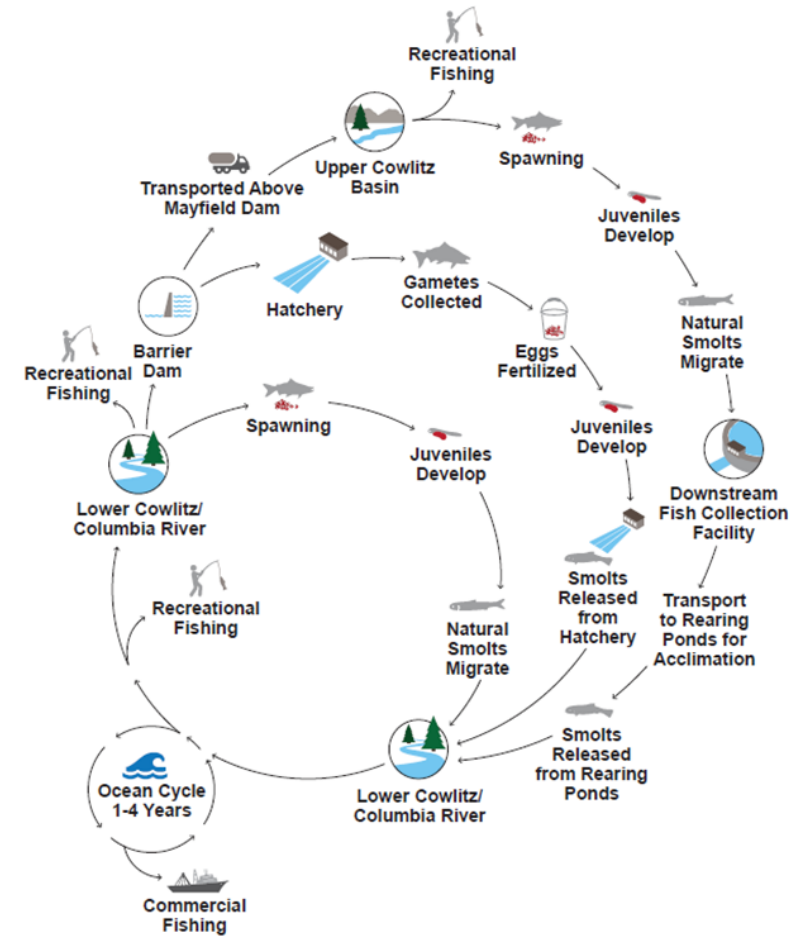 Recreational
Fishing
Upper Cowlitz
Basin
Spawning
Transported Above
Mayfield Dam
Juveniles
Develop
Hatchery
Gametes
Collected
Natural
Smolts
Migrate
Barrier
Dam
Eggs
Fertilized
Recreational
Fishing
Spawning
Juveniles
Develop
Juveniles
Develop
Downstream
Fish Collection
Facility
Lower Cowlitz/
Columbia River
Smolts
Released
from
Hatchery
Transport
to Rearing
Ponds for
Acclimation
Recreational
Fishing
Natural
Smolts
Migrate
Smolts
Released
from Rearing
Ponds
Ocean Cycle
1-4 Years
Lower Cowlitz/
Columbia River
Commercial
Fishing